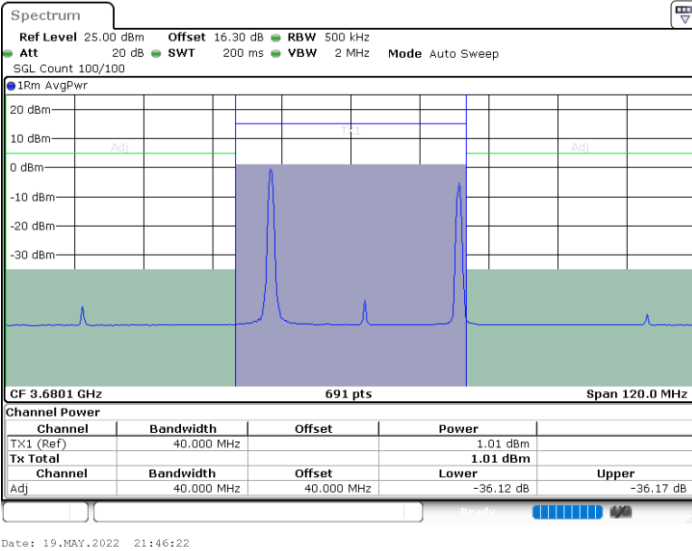 Spectrum
Ref Level 25.00 dBm Offset 16.30 dB RBW 500 kHz
Att 20 dB SWT 200 ms VBW 2 MHz Mode Auto Sweep
SGL Count 100/100
1Rm AvgPwr
20 dBm
TX1
10 dBm
Adj Adj
0 dBm
-10 dBm
-20 dBm
-30 dBm
CF 3.6801 GHz 691 pts Span 120.0 MHz
Channel Power
Channel Bandwidth Offset Power
TX1 (Ref) 40.000 MHz 1.01 dBm
Tx Total 1.01 dBm
Channel Bandwidth Offset Lower Upper
Adj 40.000 MHz 40.000 MHz -36.12 dB -36.17 dB
Ready
Date: 19.MAY.2022 21:46:22